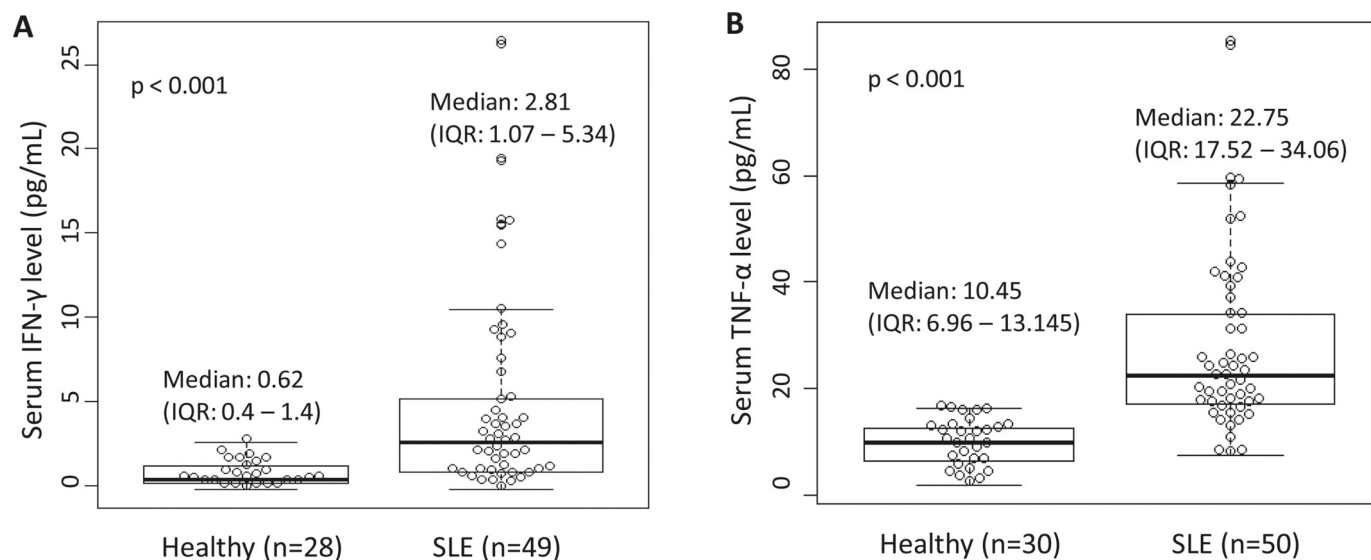 A
Serum IFN-γ level (pg/mL)
25
20
15
10
5
0
p < 0.001
Median: 2.81
(IQR: 1.07 – 5.34)
Median: 0.62
(IQR: 0.4 – 1.4)
Healthy (n=28)
SLE (n=49)
B
Serum TNF-α level (pg/mL)
80
60
40
20
0
p < 0.001
Median: 22.75
(IQR: 17.52 – 34.06)
Median: 10.45
(IQR: 6.96 – 13.145)
Healthy (n=30)
SLE (n=50)